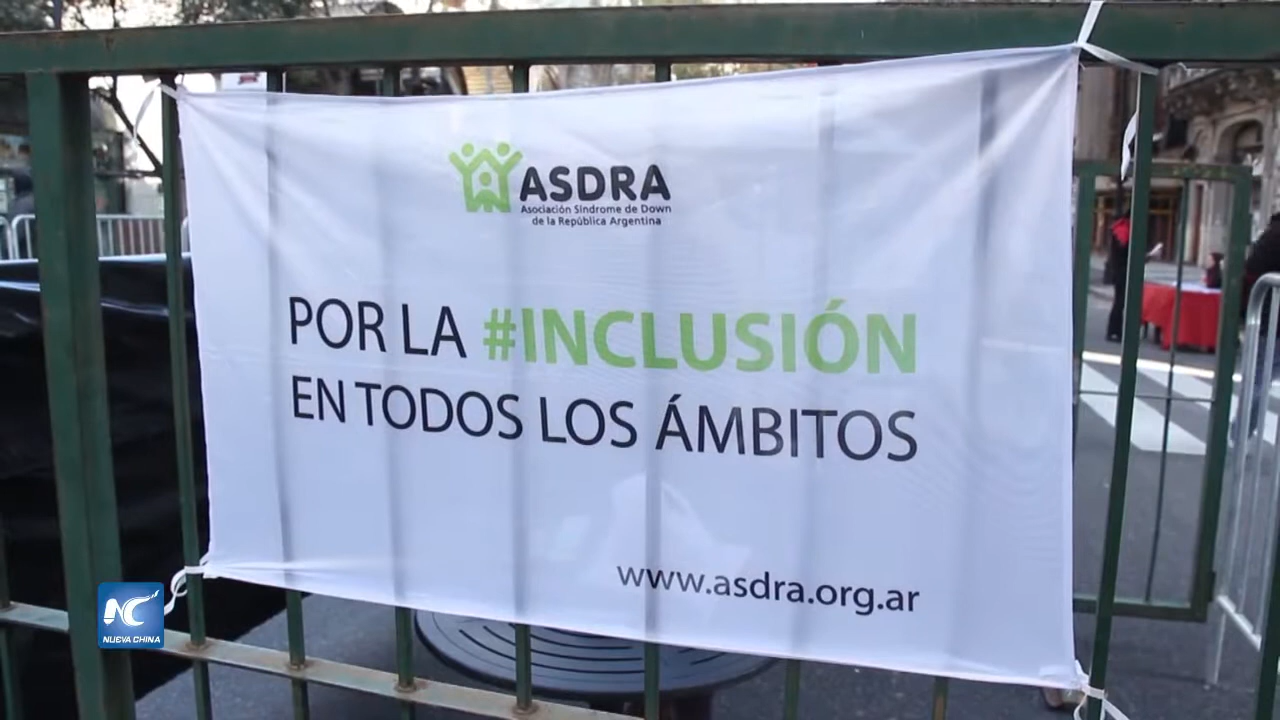 ASDRA
Asociación Síndrome de Down
de la República Argentina
POR LA #INCLUSIÓN
EN TODOS LOS ÁMBITOS
www.asdra.org.ar
NC
NUEVA CHINA